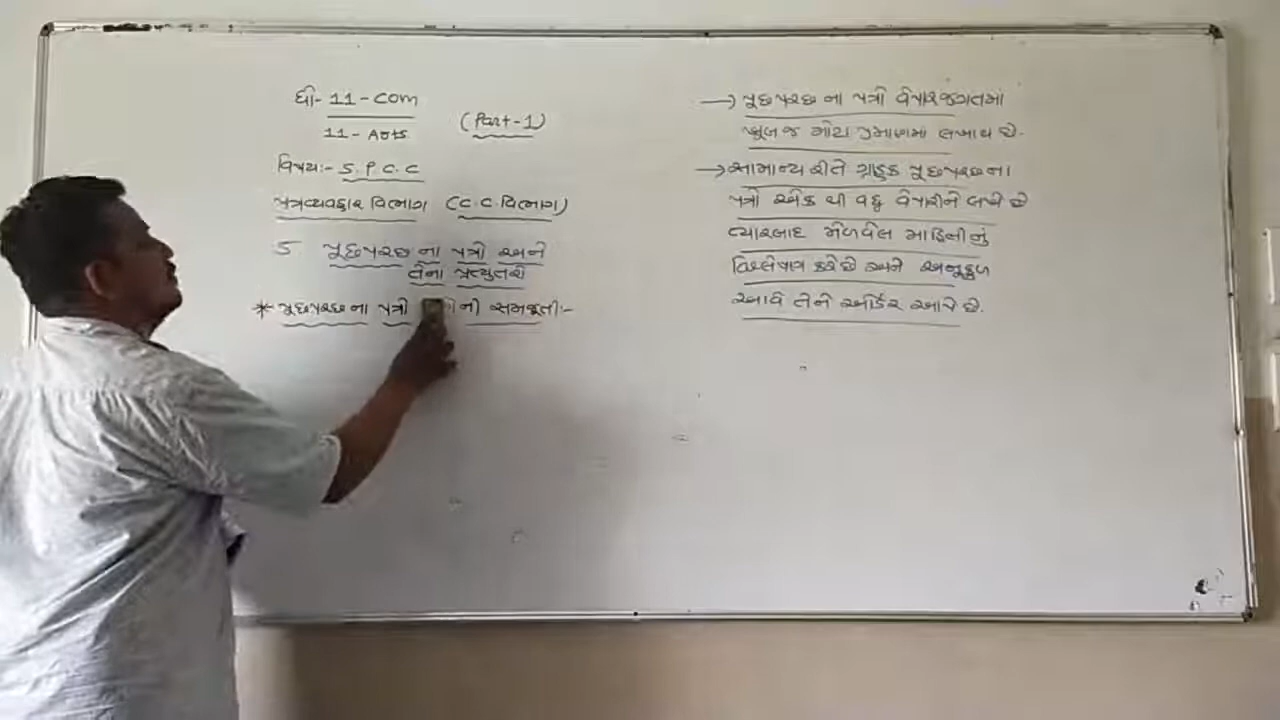 ધો-11-com
11-Arts
(Part-1)
વિષય:- S.P.C.C
પત્રવ્યવહાર વિભાગ (C.C.વિભાગ)
5 પૂછપરછ ના પત્રો અને
તેના પ્રત્યુતરો
* પૂછપરછ ના પત્રો ની સમજૂતી:-
→ પૂછપરછ ના પત્રો વેપારજગતમાં
ખૂબ જ મોટા પ્રમાણમાં લખાય છે.
→ સામાન્ય રીતે ગ્રાહક પૂછપરછના
પત્રો એક થી વધુ વેપારીને લખે છે
ત્યારબાદ મેળવેલ માહિતીનું
વિશ્લેષણ કરે છે અને અનૂકુળ
આવે તેને ઓર્ડર આપે છે.